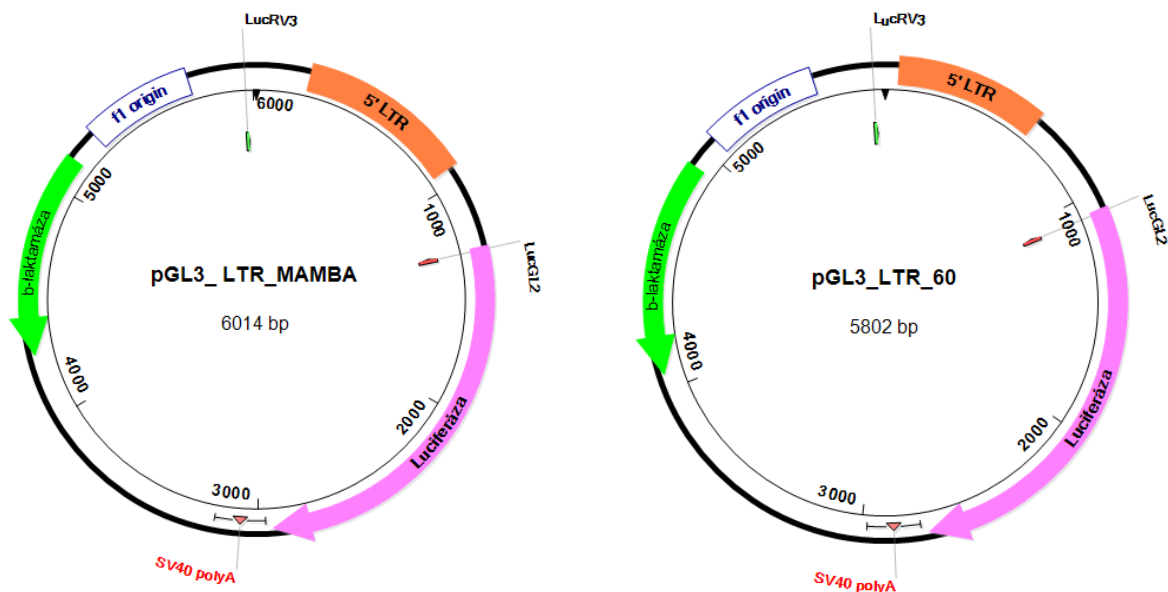 LucRV3
6000
5' LTR
f1 origin
5000
1000
LucGL2
b-laktamáza
pGL3_ LTR_MAMBA
6014 bp
4000
2000
Luciferáza
3000
SV40 polyA
LucRV3
5' LTR
f1 origin
5000
1000
LucGL2
b-laktamáza
pGL3_LTR_60
5802 bp
4000
2000
Luciferáza
3000
SV40 polyA